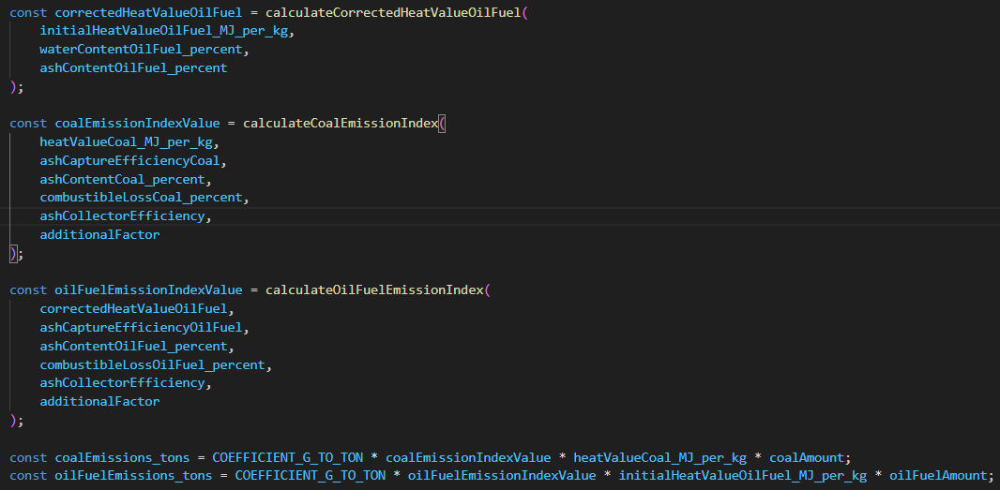 const correctedHeatValueOilFuel = calculateCorrectedHeatValueOilFuel(
initialHeatValueOilFuel_MJ_per_kg,
waterContentOilFuel_percent,
ashContentOilFuel_percent
);
const coalEmissionIndexValue = calculateCoalEmissionIndex(
heatValueCoal_MJ_per_kg,
ashCaptureEfficiencyCoal,
ashContentCoal_percent,
combustibleLossCoal_percent,
ashCollectorEfficiency,
additionalFactor
);
const oilFuelEmissionIndexValue = calculateOilFuelEmissionIndex(
correctedHeatValueOilFuel,
ashCaptureEfficiencyOilFuel,
ashContentOilFuel_percent,
combustibleLossOilFuel_percent,
ashCollectorEfficiency,
additionalFactor
);
const coalEmissions_tons = COEFFICIENT_G_TO_TON * coalEmissionIndexValue * heatValueCoal_MJ_per_kg * coalAmount;
const oilFuelEmissions_tons = COEFFICIENT_G_TO_TON * oilFuelEmissionIndexValue * initialHeatValueOilFuel_MJ_per_kg * oilFuelAmount;